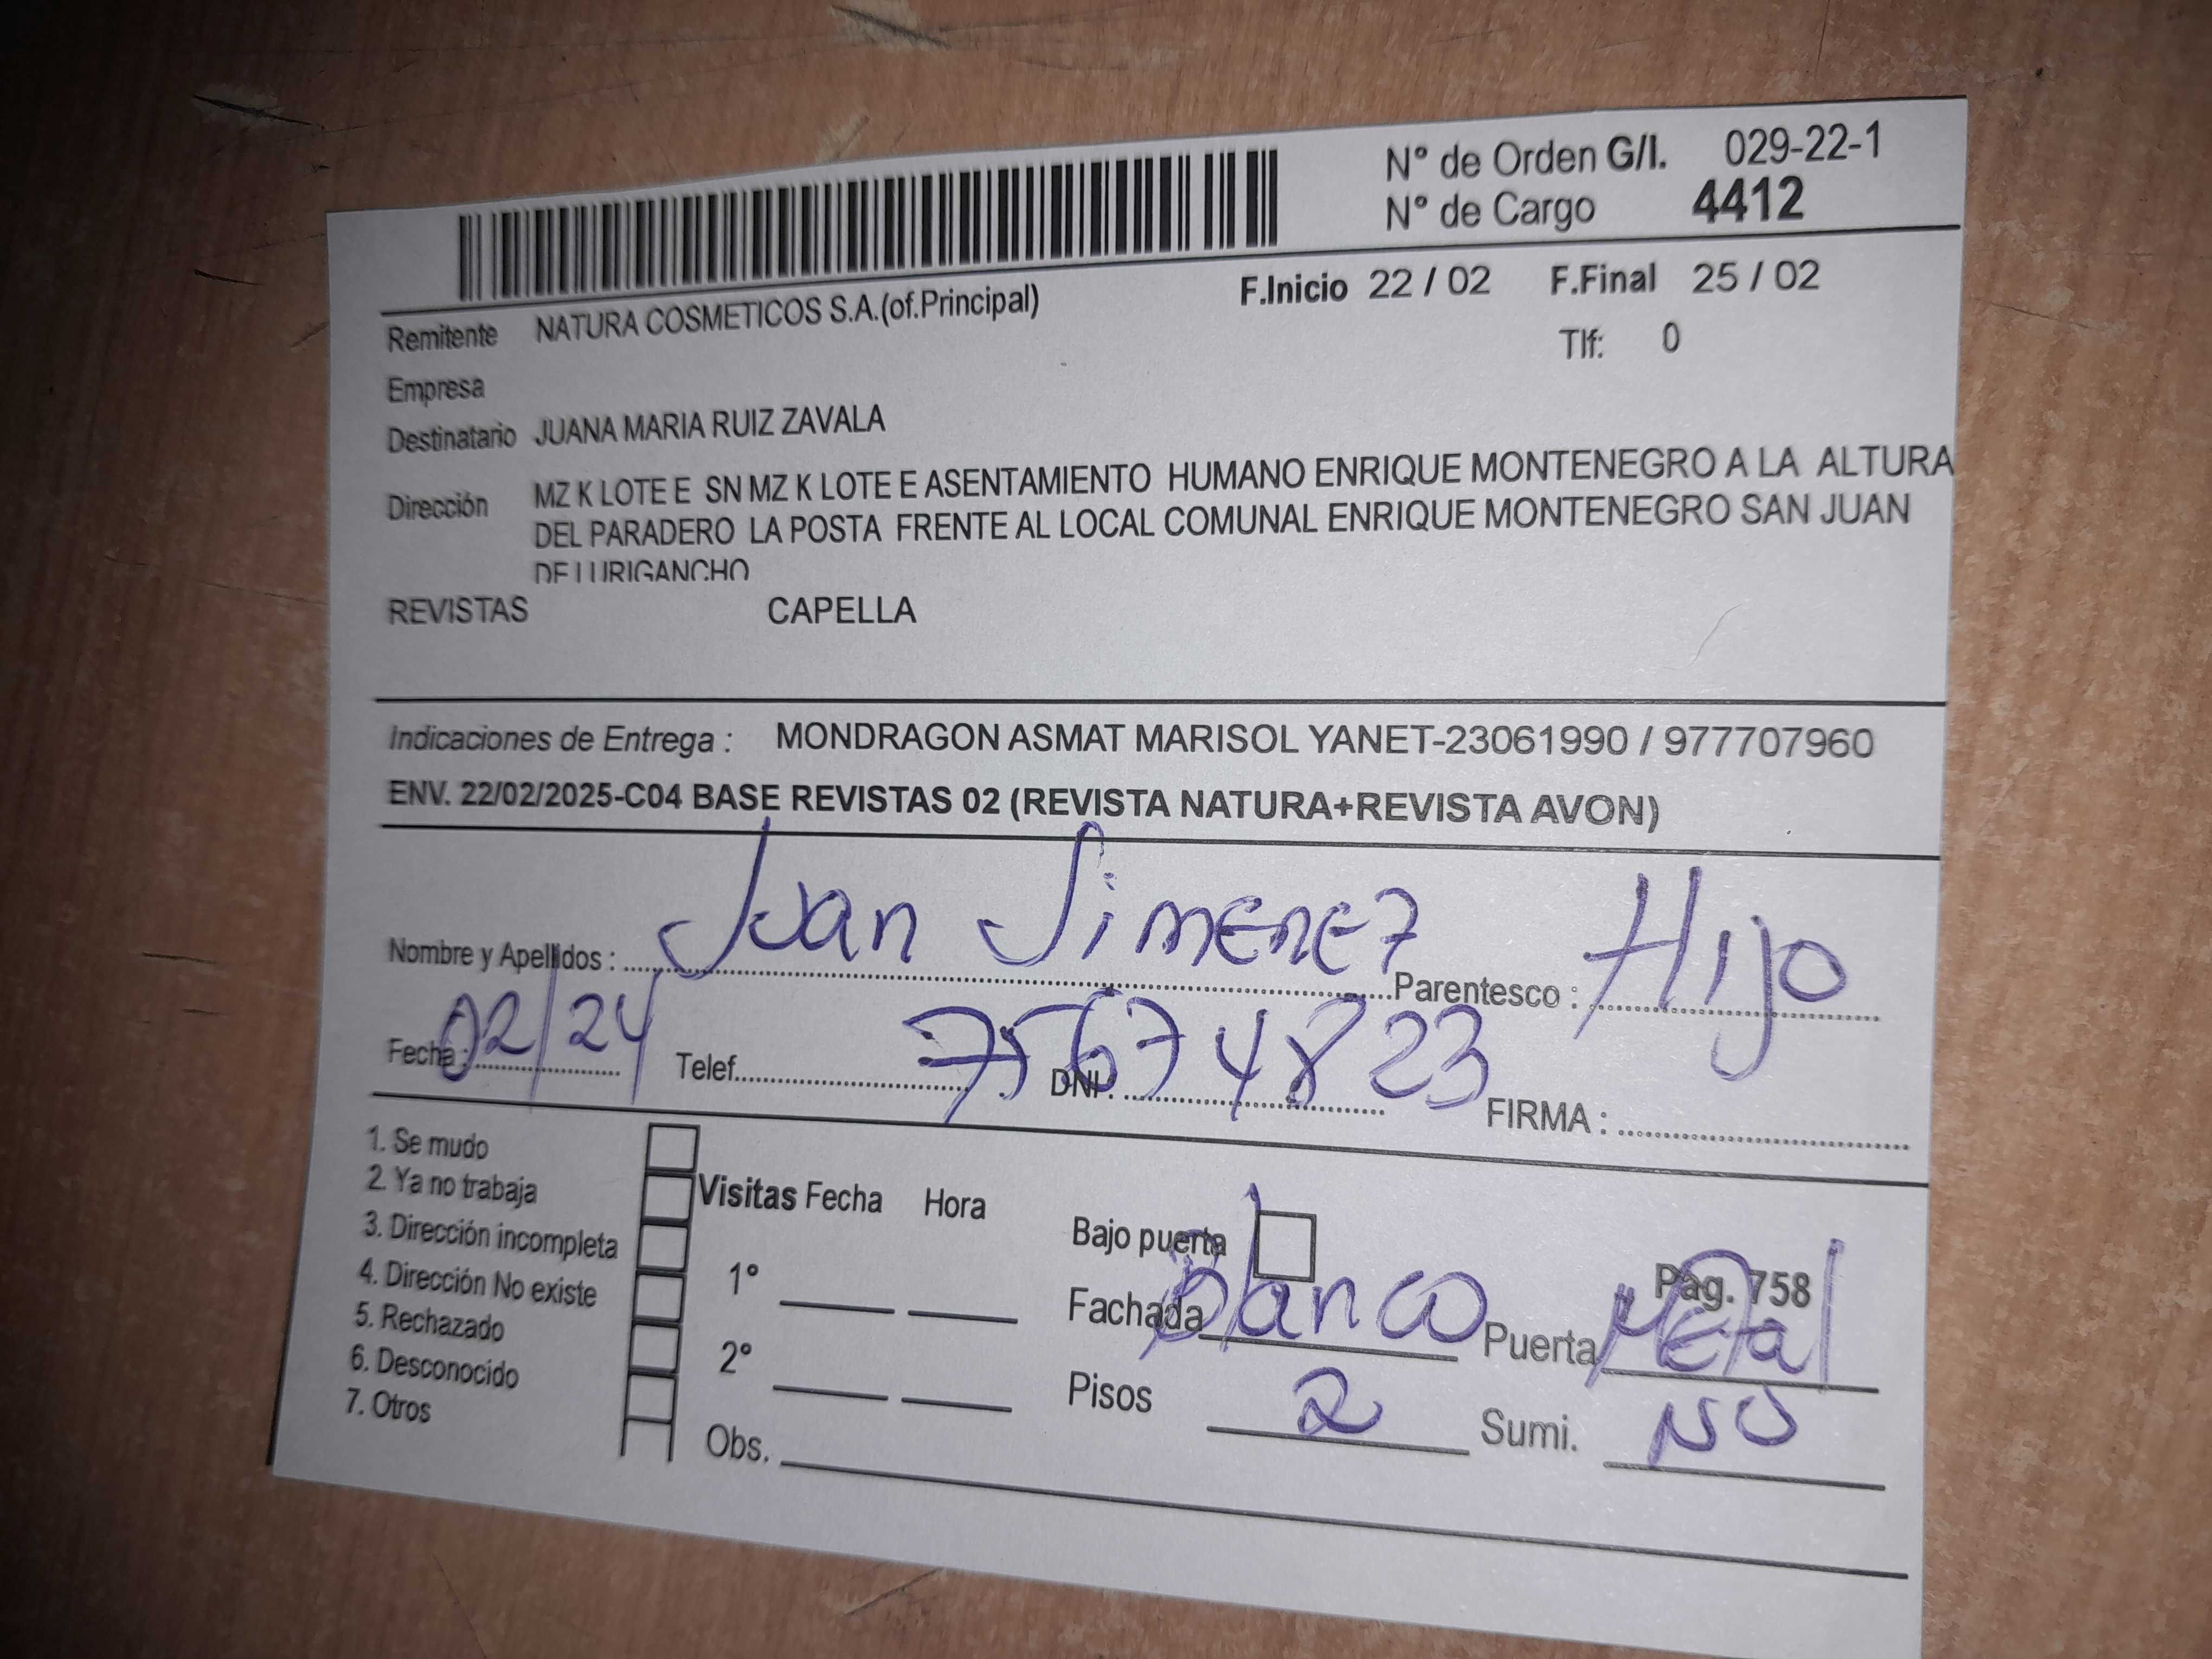 N° de Orden G/I. 029-22-1
N° de Cargo 4412
F.Inicio 22 / 02 F.Final 25 / 02
Remitente NATURA COSMETICOS S.A.(of.Principal)
Tlf: 0
Empresa
Destinatario JUANA MARIA RUIZ ZAVALA
Dirección MZ K LOTE E SN MZ K LOTE E ASENTAMIENTO HUMANO ENRIQUE MONTENEGRO A LA ALTURA
DEL PARADERO LA POSTA FRENTE AL LOCAL COMUNAL ENRIQUE MONTENEGRO SAN JUAN
DE LURIGANCHO
REVISTAS CAPELLA
Indicaciones de Entrega : MONDRAGON ASMAT MARISOL YANET-23061990 / 977707960
ENV. 22/02/2025-C04 BASE REVISTAS 02 (REVISTA NATURA+REVISTA AVON)
Nombre y Apellidos : Juan Jimenez Parentesco : Hijo
Fecha : 02/24/ Telef. DNI : 75674823 FIRMA :
1. Se mudo
2. Ya no trabaja
3. Dirección incompleta
4. Dirección No existe
5. Rechazado
6. Desconocido
7. Otros
Visitas Fecha Hora
1°
2°
Obs.
Bajo puerta
Pág. 758
Fachada blanco Puerta Metal
Pisos 2 Sumi. NO